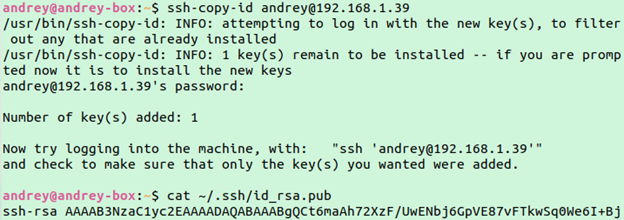 andrey@andrey-box:~$ ssh-copy-id andrey@192.168.1.39
/usr/bin/ssh-copy-id: INFO: attempting to log in with the new key(s), to filter
out any that are already installed
/usr/bin/ssh-copy-id: INFO: 1 key(s) remain to be installed -- if you are promp
ted now it is to install the new keys
andrey@192.168.1.39's password:
Number of key(s) added: 1
Now try logging into the machine, with:   "ssh 'andrey@192.168.1.39'"
and check to make sure that only the key(s) you wanted were added.
andrey@andrey-box:~$ cat ~/.ssh/id_rsa.pub
ssh-rsa AAAAB3NzaC1yc2EAAAADAQABAAABgQCt6maAh72XzF/UwENbj6GpVE87vFTkwSq0We6I+Bj